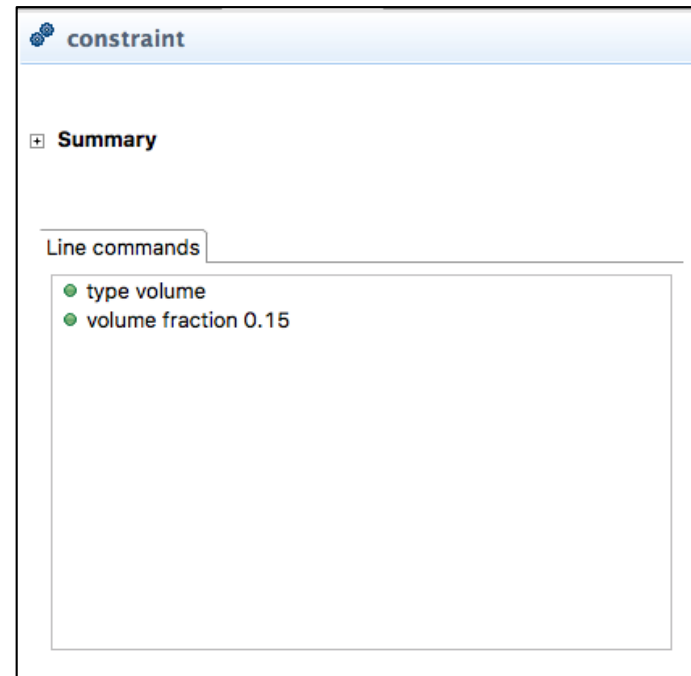 constraint
Summary
Line commands
type volume
volume fraction 0.15